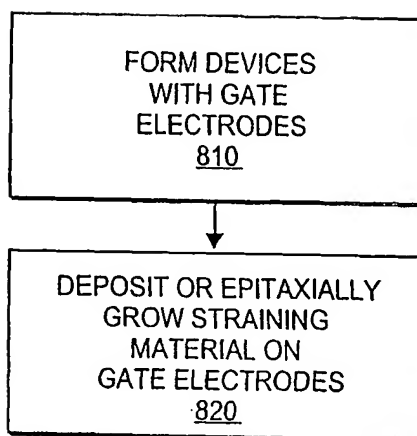 FORM DEVICES
WITH GATE
ELECTRODES
810
DEPOSIT OR EPITAXIALLY
GROW STRAINING
MATERIAL ON
GATE ELECTRODES
820